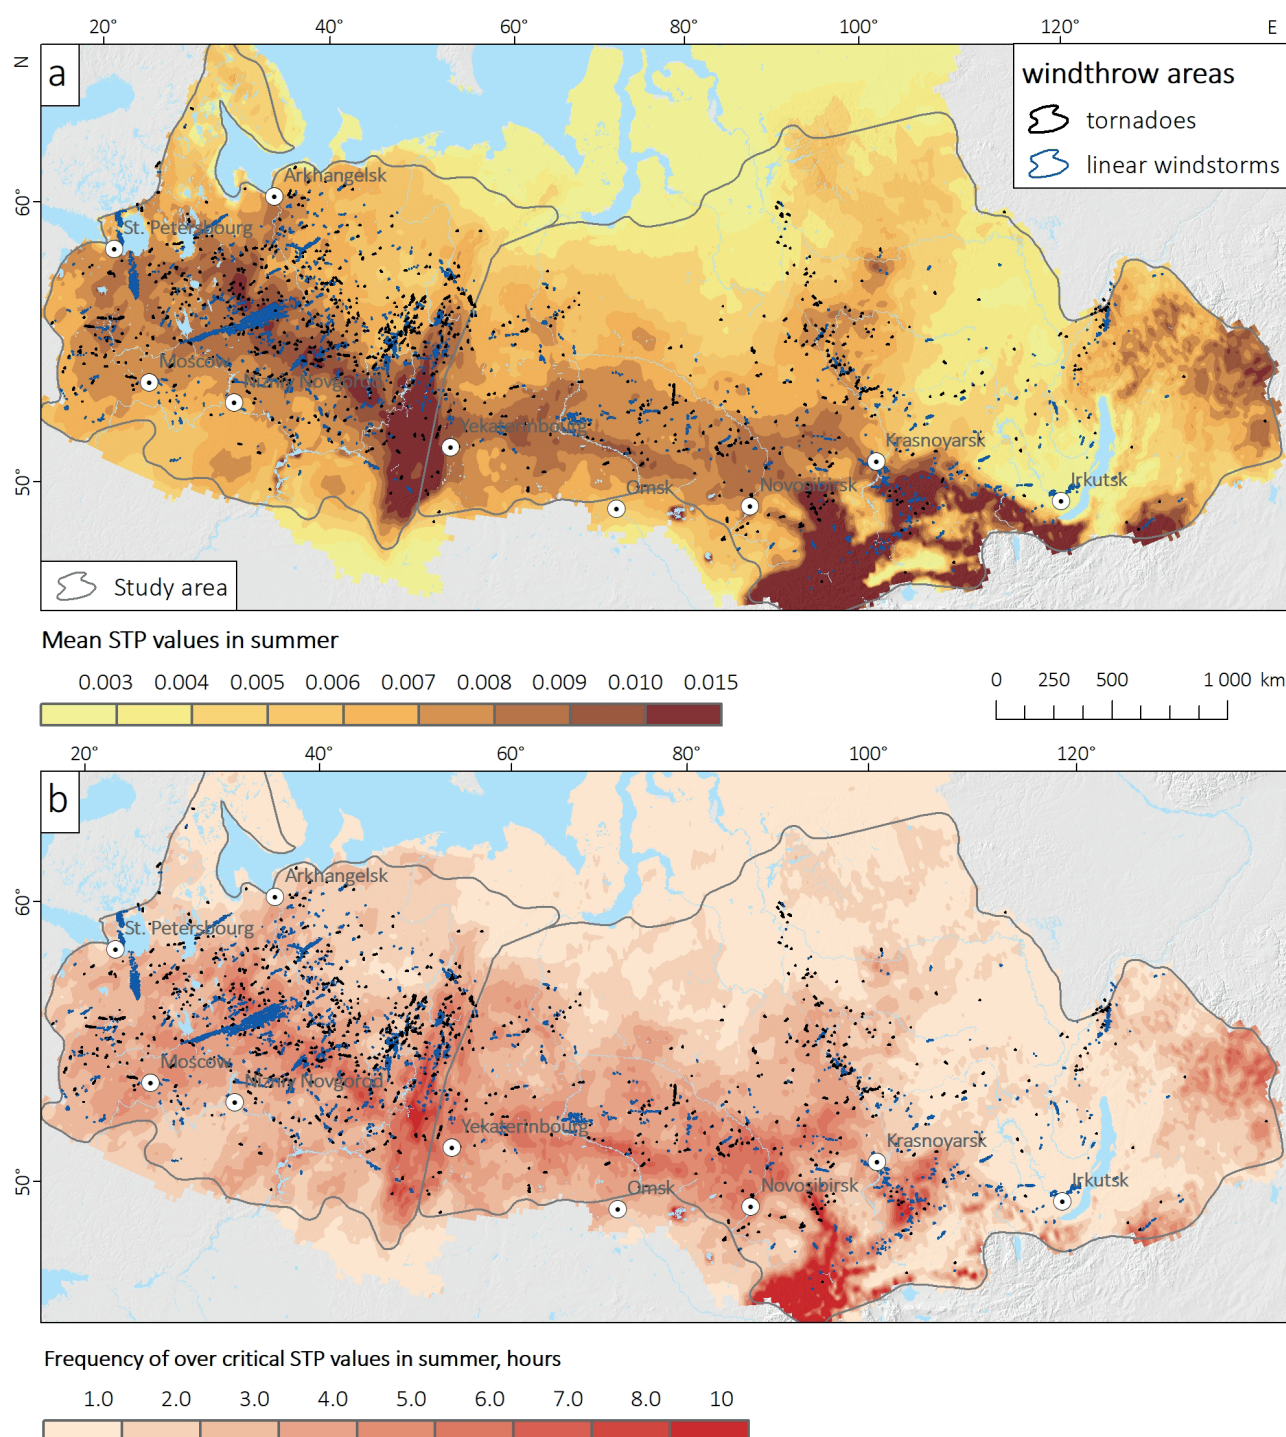 20° 40° 60° 80° 100° 120° E
N
a
windthrow areas
tornadoes
linear windstorms
Arkhangelsk
60°
St. Petersbourg
Moscow
Nizniy Novgorod
Yekaterinbourg
Krasnoyarsk
50°
Omsk
Novosibirsk
Irkutsk
Study area
Mean STP values in summer
0.003 0.004 0.005 0.006 0.007 0.008 0.009 0.010 0.015
0 250 500 1 000 km
20° 40° 60° 80° 100° 120°
b
Arkhangelsk
60°
St. Petersbourg
Moscow
Nizniy Novgorod
Yekaterinbourg
Krasnoyarsk
50°
Omsk
Novosibirsk
Irkutsk
Frequency of over critical STP values in summer, hours
1.0 2.0 3.0 4.0 5.0 6.0 7.0 8.0 10